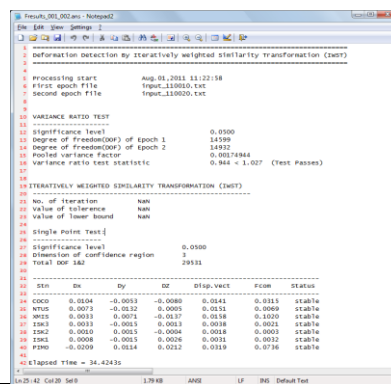 Fresults_001_002.ans - Notepad2
File Edit View Settings ?
1 ==================================================
2 Deformation Detection By Iteratively Weighted Similarity Transformation (IWST)
3 ==================================================
4
5 Processing start Aug.01,2011 11:22:58
6 First epoch file input_110010.txt
7 Second epoch file input_110020.txt
8
9
10 VARIANCE RATIO TEST
11 -------------------
12 Significance level 0.0500
13 Degree of freedom(DOF) of Epoch 1 14599
14 Degree of freedom(DOF) of Epoch 2 14932
15 Pooled variance factor 0.00174944
16 Variance ratio test statistic 0.944 < 1.027 (Test Passes)
17
18
19 ITERATIVELY WEIGHTED SIMILARITY TRANSFORMATION (IWST)
20 --------------------------------------------------
21 No. of iteration NaN
22 Value of tolerence NaN
23 Value of lower bound NaN
24
25 Single Point Test:
26 -----------------
27 Significance level 0.0500
28 Dimension of confidence region 3
29 Total DOF 1&2 29531
30
31 --------------------------------------------------
32 Stn Dx Dy DZ Disp.vect Fcom Status
33 --------------------------------------------------
34 COCO 0.0104 -0.0053 -0.0080 0.0141 0.0315 stable
35 NTUS 0.0073 -0.0132 0.0005 0.0151 0.0069 stable
36 XMIS 0.0033 0.0071 -0.0137 0.0158 0.1020 stable
37 ISK3 0.0033 -0.0015 0.0013 0.0038 0.0021 stable
38 ISK2 0.0010 0.0015 -0.0004 0.0018 0.0003 stable
39 ISK1 0.0008 -0.0015 0.0026 0.0031 0.0032 stable
40 PIMO -0.0209 0.0114 0.0212 0.0319 0.0736 stable
41
42 Elapsed Time = 34.4243s
Ln 25 : 42 Col 20 Sel 0 1.79 KB ANSI LF INS Default Text